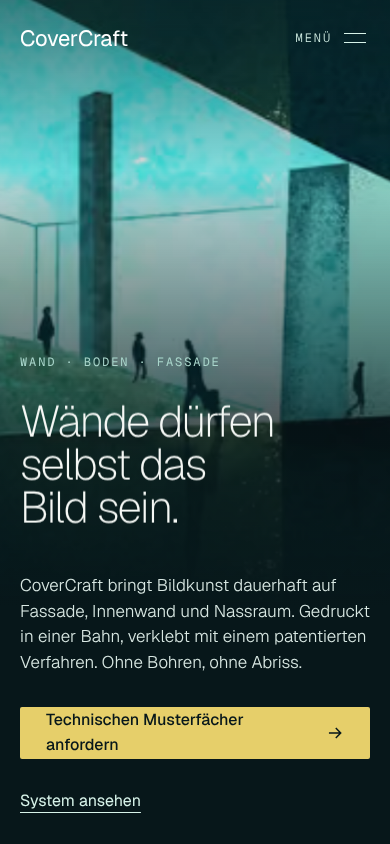 CoverCraft
MENÜ
WAND · BODEN · FASSADE
Wände dürfen
selbst das
Bild sein.
CoverCraft bringt Bildkunst dauerhaft auf
Fassade, Innenwand und Nassraum. Gedruckt
in einer Bahn, verklebt mit einem patentierten
Verfahren. Ohne Bohren, ohne Abriss.
Technischen Musterfächer
anfordern →
System ansehen